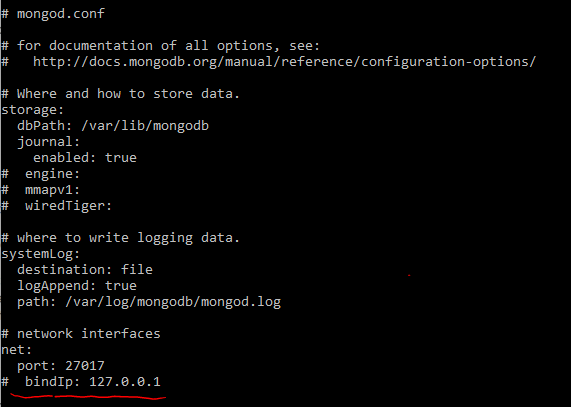 # mongod.conf
# for documentation of all options, see:
#   http://docs.mongodb.org/manual/reference/configuration-options/
# Where and how to store data.
storage:
  dbPath: /var/lib/mongodb
  journal:
    enabled: true
#  engine:
#  mmapv1:
#  wiredTiger:
# where to write logging data.
systemLog:
  destination: file
  logAppend: true
  path: /var/log/mongodb/mongod.log
# network interfaces
net:
  port: 27017
#  bindIp: 127.0.0.1